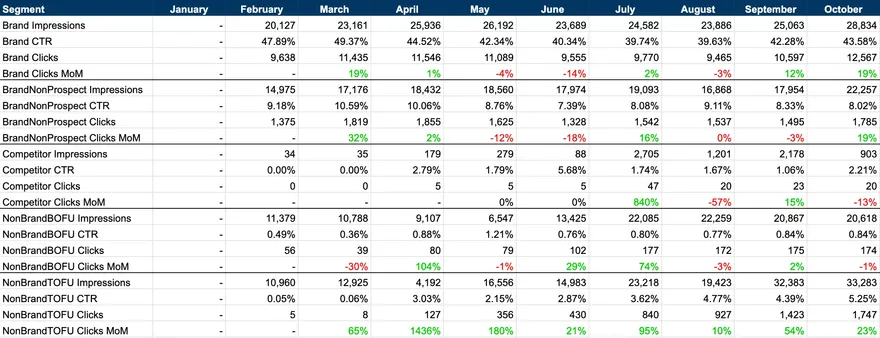 Segment January February March April May June July August September October
Brand Impressions - 20,127 23,161 25,936 26,192 23,689 24,582 23,886 25,063 28,834
Brand CTR - 47.89% 49.37% 44.52% 42.34% 40.34% 39.74% 39.63% 42.28% 43.58%
Brand Clicks - 9,638 11,435 11,546 11,089 9,555 9,770 9,465 10,597 12,567
Brand Clicks MoM - - 19% 1% -4% -14% 2% -3% 12% 19%
BrandNonProspect Impressions - 14,975 17,176 18,432 18,560 17,974 19,093 16,868 17,954 22,257
BrandNonProspect CTR - 9.18% 10.59% 10.06% 8.76% 7.39% 8.08% 9.11% 8.33% 8.02%
BrandNonProspect Clicks - 1,375 1,819 1,855 1,625 1,328 1,542 1,537 1,495 1,785
BrandNonProspect Clicks MoM - - 32% 2% -12% -18% 16% 0% -3% 19%
Competitor Impressions - 34 35 179 279 88 2,705 1,201 2,178 903
Competitor CTR - 0.00% 0.00% 2.79% 1.79% 5.68% 1.74% 1.67% 1.06% 2.21%
Competitor Clicks - 0 0 5 5 5 47 20 23 20
Competitor Clicks MoM - - - - 0% 0% 840% -57% 15% -13%
NonBrandBOFU Impressions - 11,379 10,788 9,107 6,547 13,425 22,085 22,259 20,867 20,618
NonBrandBOFU CTR - 0.49% 0.36% 0.88% 1.21% 0.76% 0.80% 0.77% 0.84% 0.84%
NonBrandBOFU Clicks - 56 39 80 79 102 177 172 175 174
NonBrandBOFU Clicks MoM - - -30% 104% -1% 29% 74% -3% 2% -1%
NonBrandTOFU Impressions - 10,960 12,925 4,192 16,556 14,983 23,218 19,423 32,383 33,283
NonBrandTOFU CTR - 0.05% 0.06% 3.03% 2.15% 2.87% 3.62% 4.77% 4.39% 5.25%
NonBrandTOFU Clicks - 5 8 127 356 430 840 927 1,423 1,747
NonBrandTOFU Clicks MoM - - 65% 1436% 180% 21% 95% 10% 54% 23%